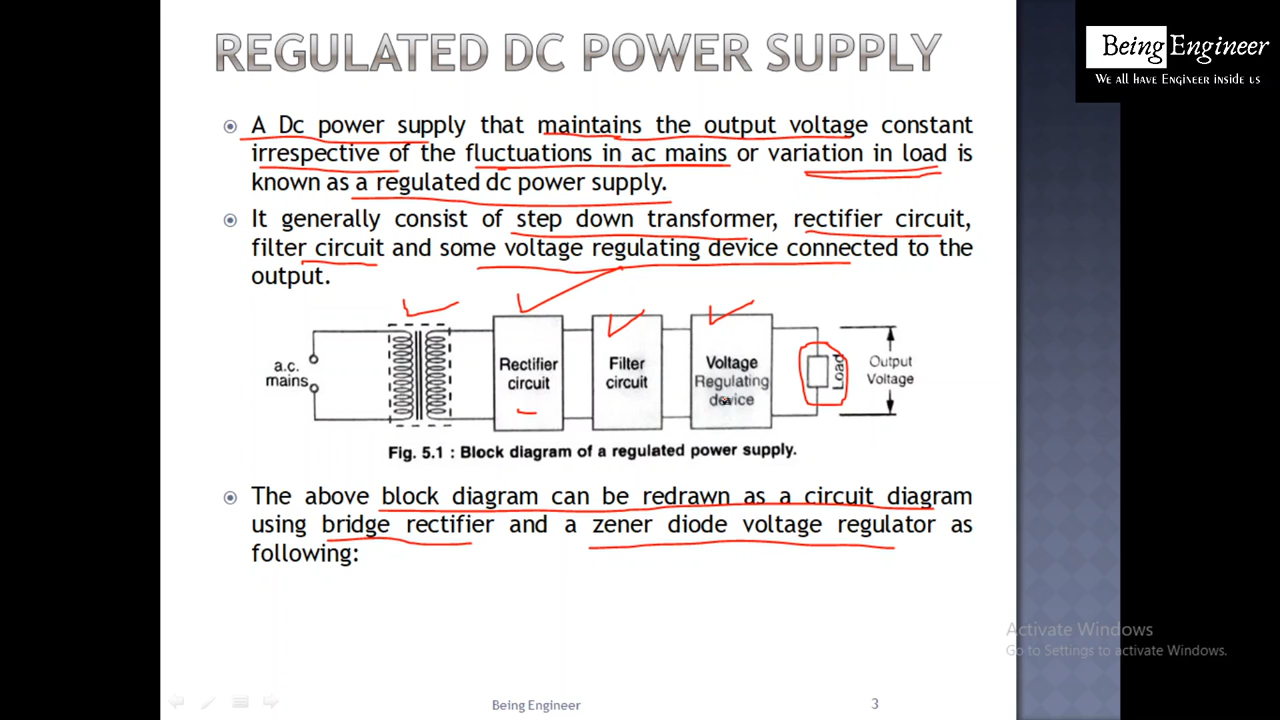 REGULATED DC POWER SUPPLY
Being Engineer
We all have Engineer inside us
A Dc power supply that maintains the output voltage constant
irrespective of the fluctuations in ac mains or variation in load is
known as a regulated dc power supply.
It generally consist of step down transformer, rectifier circuit,
filter circuit and some voltage regulating device connected to the
output.
a.c.
mains
Rectifier
circuit
Filter
circuit
Voltage
Regulating
device
Load
Output
Voltage
Fig. 5.1 : Block diagram of a regulated power supply.
The above block diagram can be redrawn as a circuit diagram
using bridge rectifier and a zener diode voltage regulator as
following:
Activate Windows
Go to Settings to activate Windows.
Being Engineer
3